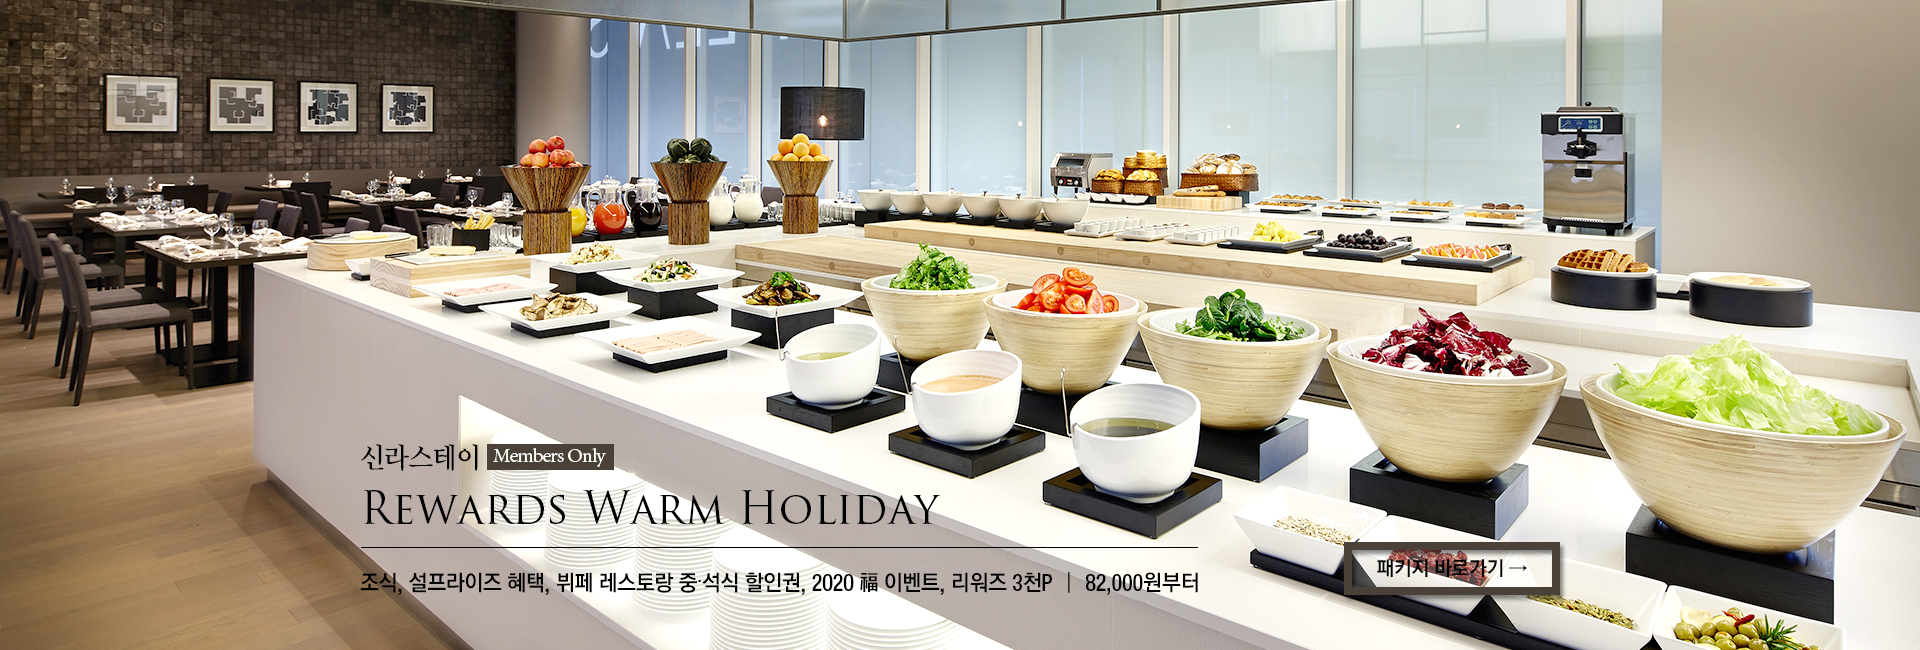 신라스테이 Members Only
REWARDS WARM HOLIDAY
조식, 설프라이즈 혜택, 뷔페 레스토랑 중·석식 할인권, 2020 福 이벤트, 리워즈 3천P | 82,000원부터
패키지 바로가기 →